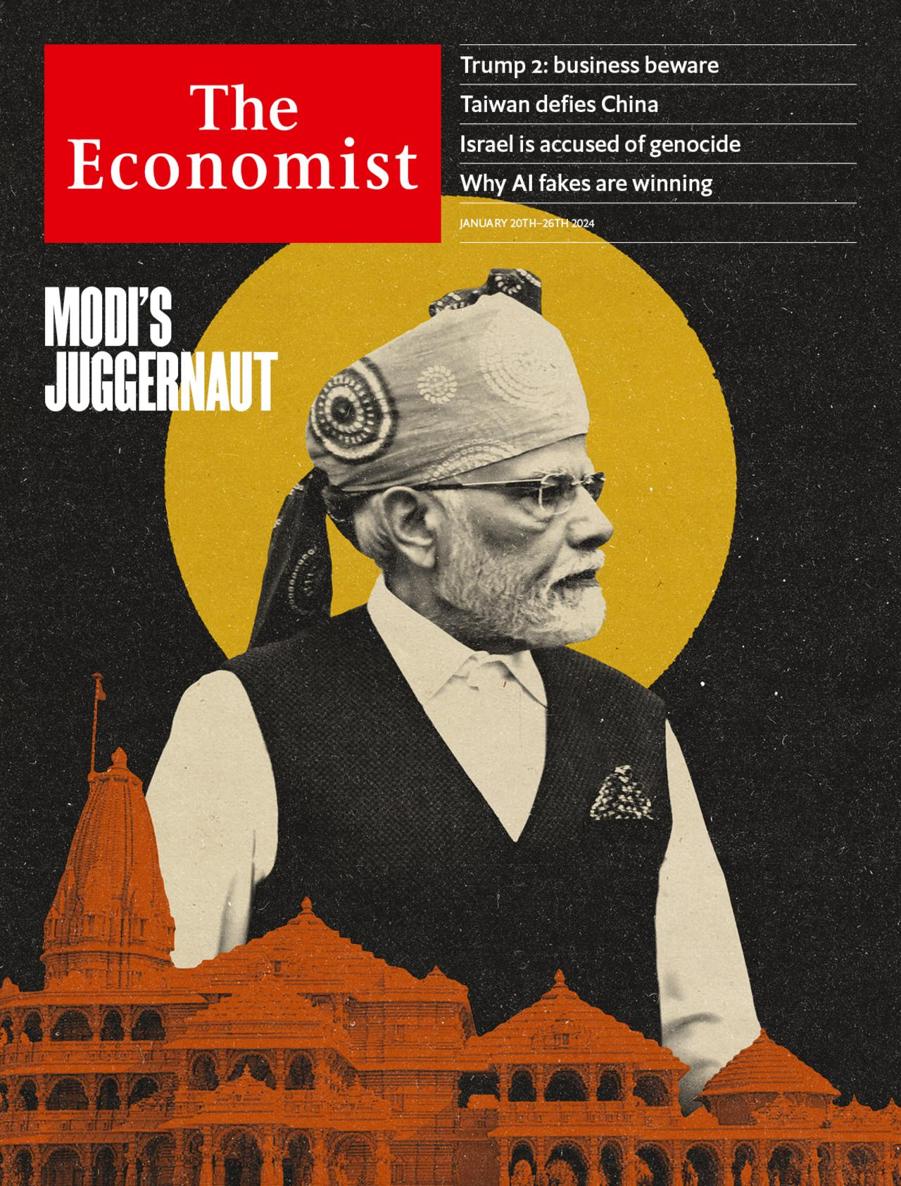 The
Economist
Trump 2: business beware
Taiwan defies China
Israel is accused of genocide
Why AI fakes are winning
JANUARY 20TH–26TH 2024
MODI’S
JUGGERNAUT